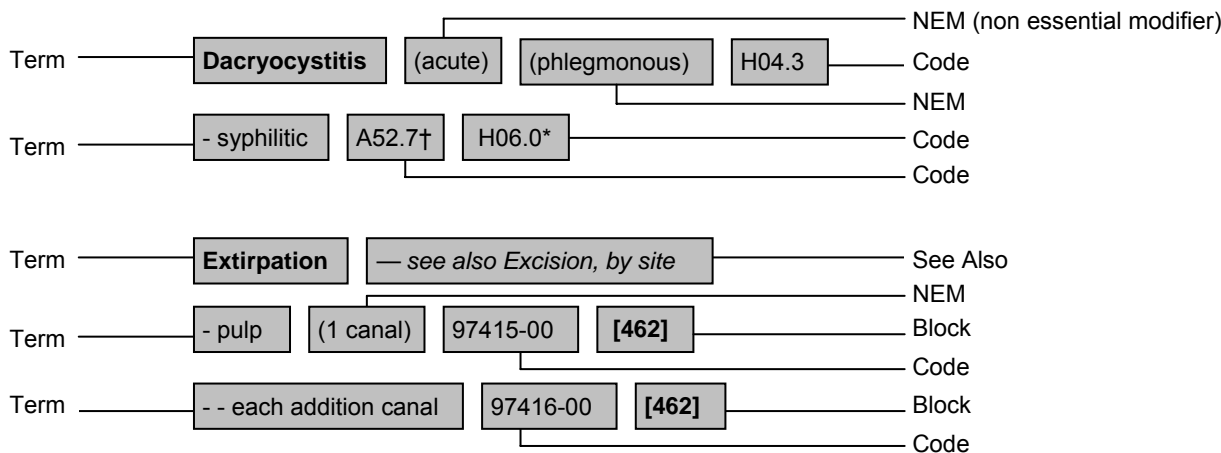 NEM (non essential modifier)
Term Dacryocystitis (acute) (phlegmonous) H04.3 Code
NEM
Term - syphilitic A52.7† H06.0* Code
Code
Term Extirpation — see also Excision, by site See Also
NEM
Term - pulp (1 canal) 97415-00 [462] Block
Code
Term - - each addition canal 97416-00 [462] Block
Code